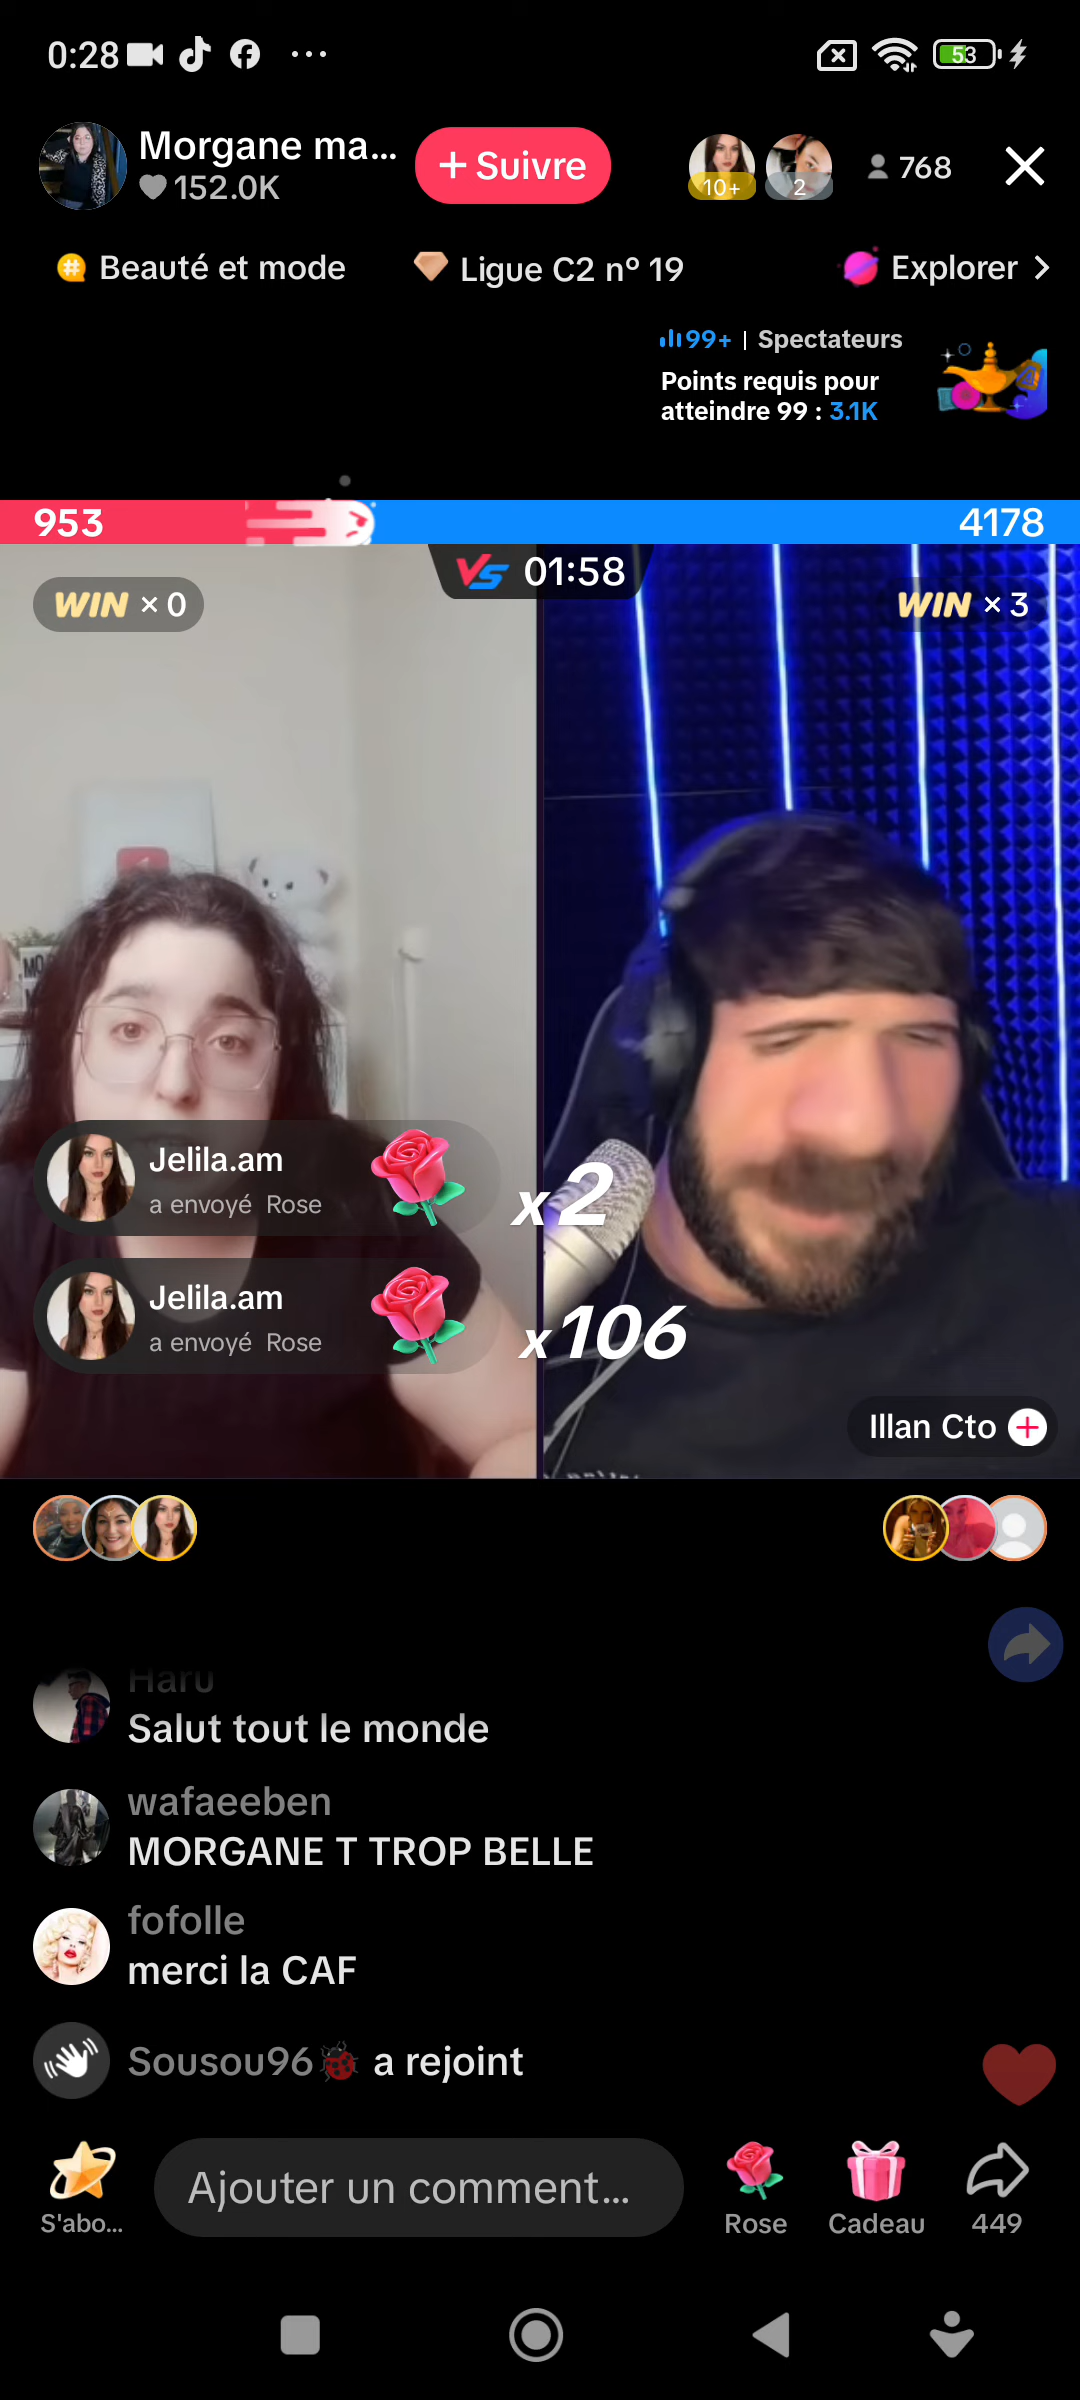 0:28
53
Morgane ma...
152.0K
+ Suivre
10+
2
768
Beauté et mode
Ligue C2 nº 19
Explorer >
99+ | Spectateurs
Points requis pour
atteindre 99 : 3.1K
953
4178
VS 01:58
WIN × 0
WIN × 3
Jelila.am
a envoyé Rose
x2
Jelila.am
a envoyé Rose
x106
Illan Cto
Haru
Salut tout le monde
wafaeeben
MORGANE T TROP BELLE
fofolle
merci la CAF
Sousou96🐞 a rejoint
S'abo...
Ajouter un comment...
Rose
Cadeau
449